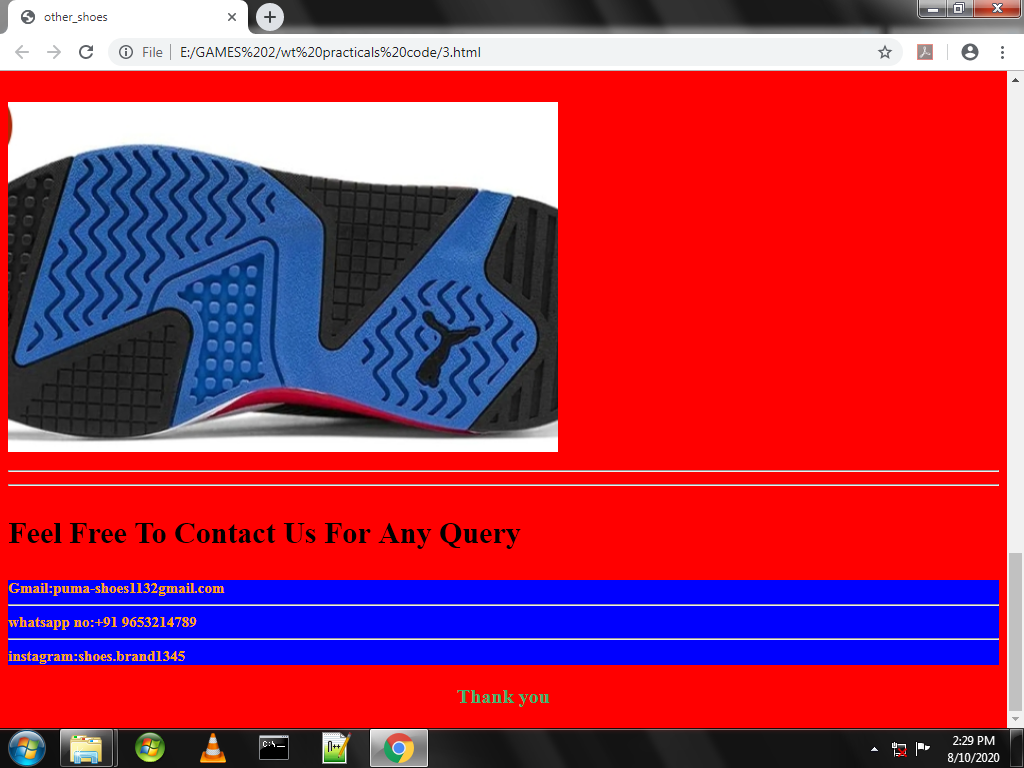 other_shoes
File
E:/GAMES%202/wt%20practicals%20code/3.html
Feel Free To Contact Us For Any Query
Gmail:puma-shoes1132gmail.com
whatsapp no:+91 9653214789
instagram:shoes.brand1345
Thank you
2:29 PM
8/10/2020